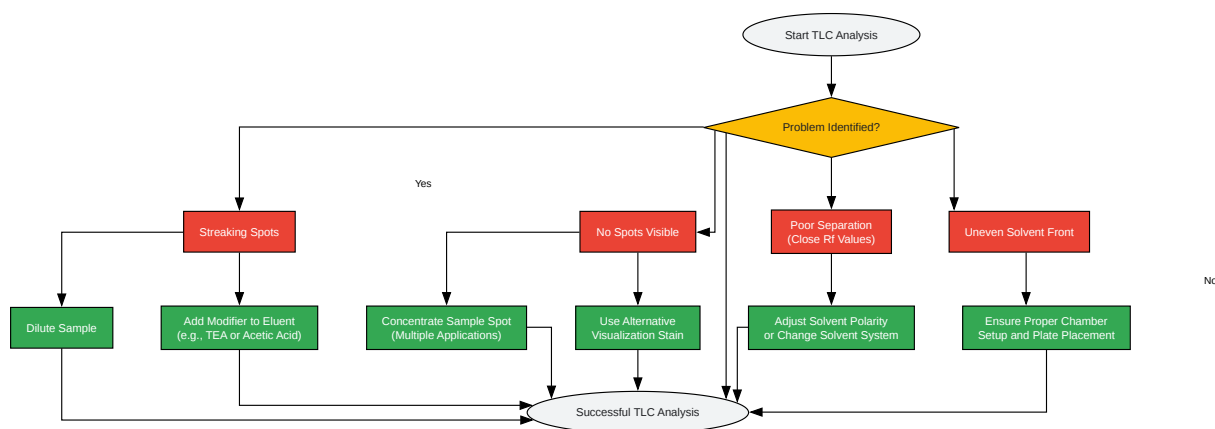 Start TLC Analysis
Problem Identified?
Yes
Streaking Spots
No Spots Visible
Poor Separation
(Close Rf Values)
Uneven Solvent Front
No
Dilute Sample
Add Modifier to Eluent
(e.g., TEA or Acetic Acid)
Concentrate Sample Spot
(Multiple Applications)
Use Alternative
Visualization Stain
Adjust Solvent Polarity
or Change Solvent System
Ensure Proper Chamber
Setup and Plate Placement
Successful TLC Analysis